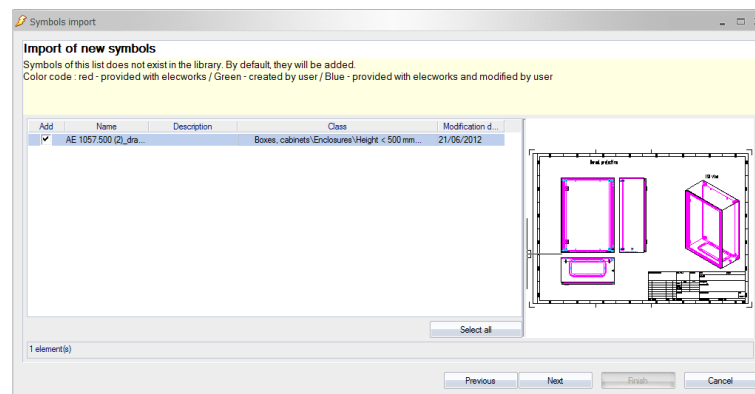 Symbols import
Import of new symbols
Symbols of this list does not exist in the library. By default, they will be added.
Color code : red - provided with elecworks / Green - created by user / Blue - provided with elecworks and modified by user
Add Name Description Class Modification d...
AE 1057.500 (2)_dra... Boxes, cabinets\Enclosures\Height < 500 mm... 21/06/2012
Select all
1 element(s)
Previous Next Finish Cancel